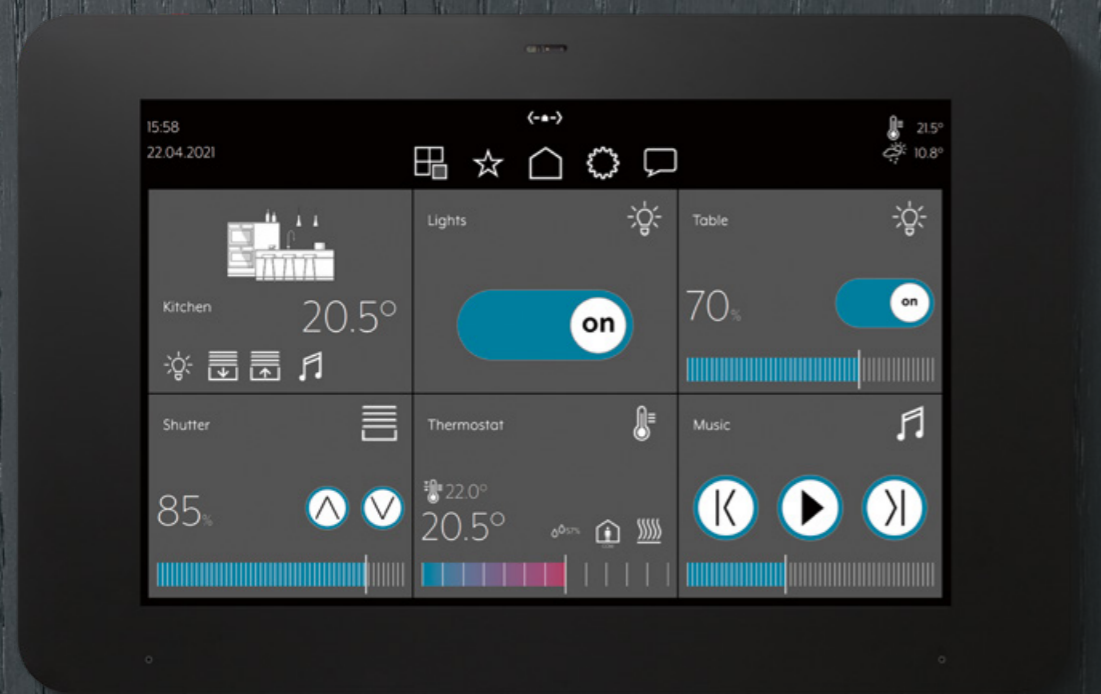 15:58
22.04.2021
21.5°
10.8°
Kitchen
20.5°
Lights
on
Table
70%
on
Shutter
85%
Thermostat
22.0°
20.5°
57%
Music